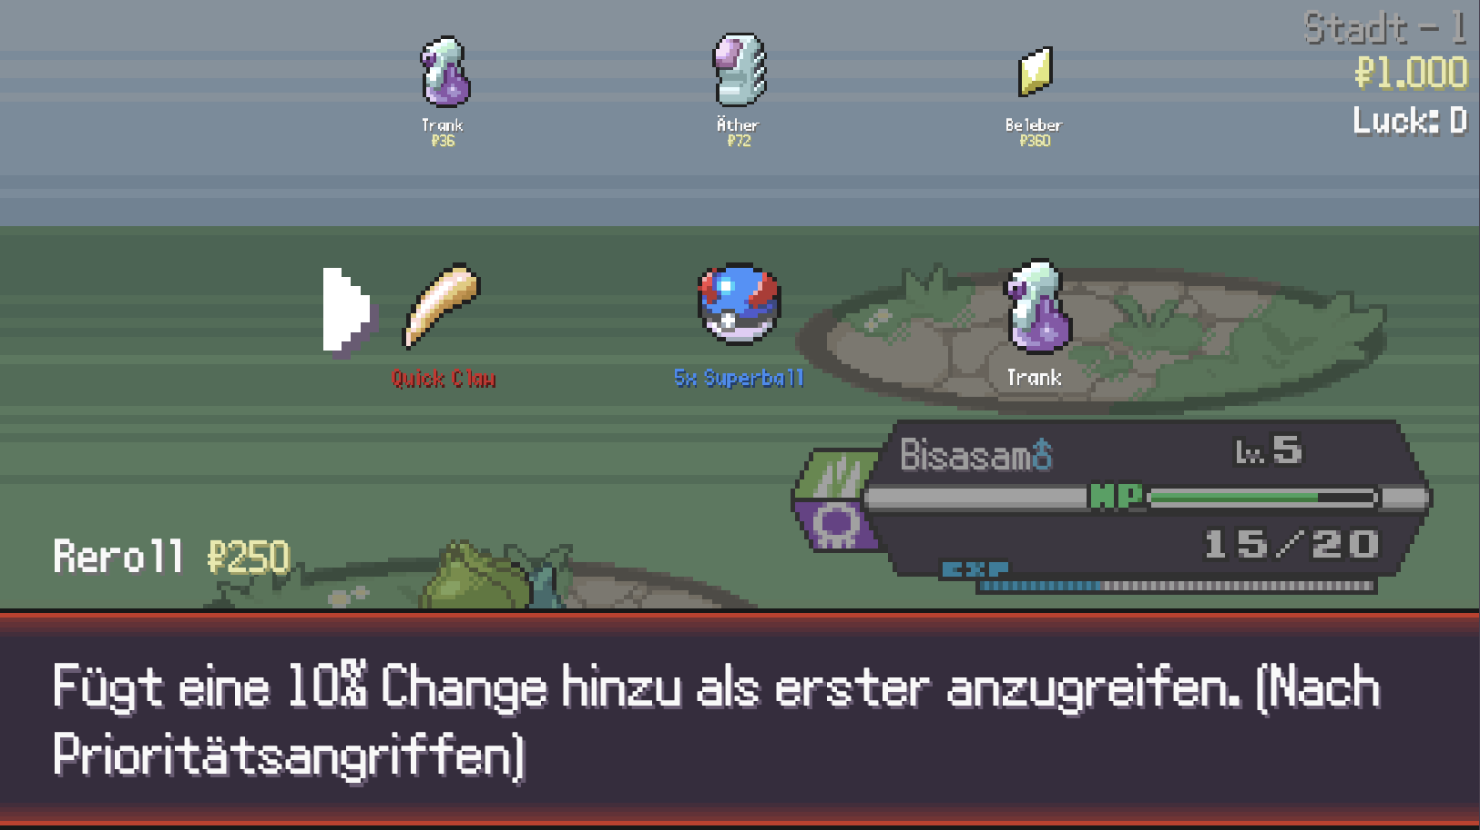 Stadt - 1
₽1.000
Luck: D
Trank
₽36
Äther
₽72
Beleber
₽360
Quick Claw
5x Superball
Trank
Bisasam♂ Lv. 5
HP
15/20
EXP
Reroll ₽250
Fügt eine 10% Change hinzu als erster anzugreifen. (Nach
Prioritätsangriffen)